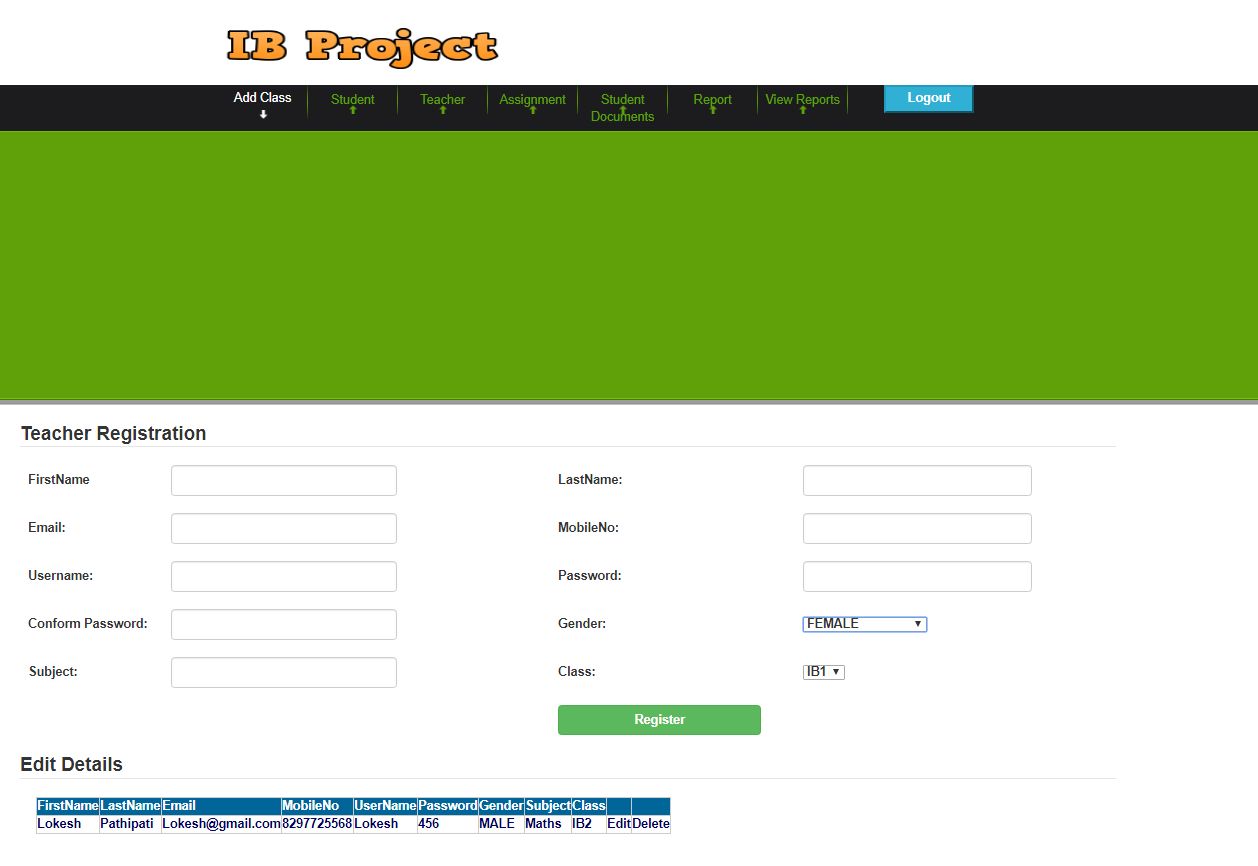 IB Project
Add Class Student Teacher Assignment Student Documents Report View Reports Logout
Teacher Registration
FirstName LastName:
Email: MobileNo:
Username: Password:
Conform Password: Gender: FEMALE
Subject: Class: IB1
Register
Edit Details
FirstName LastName Email MobileNo UserName Password Gender Subject Class
Lokesh Pathipati Lokesh@gmail.com 8297725568 Lokesh 456 MALE Maths IB2 Edit Delete